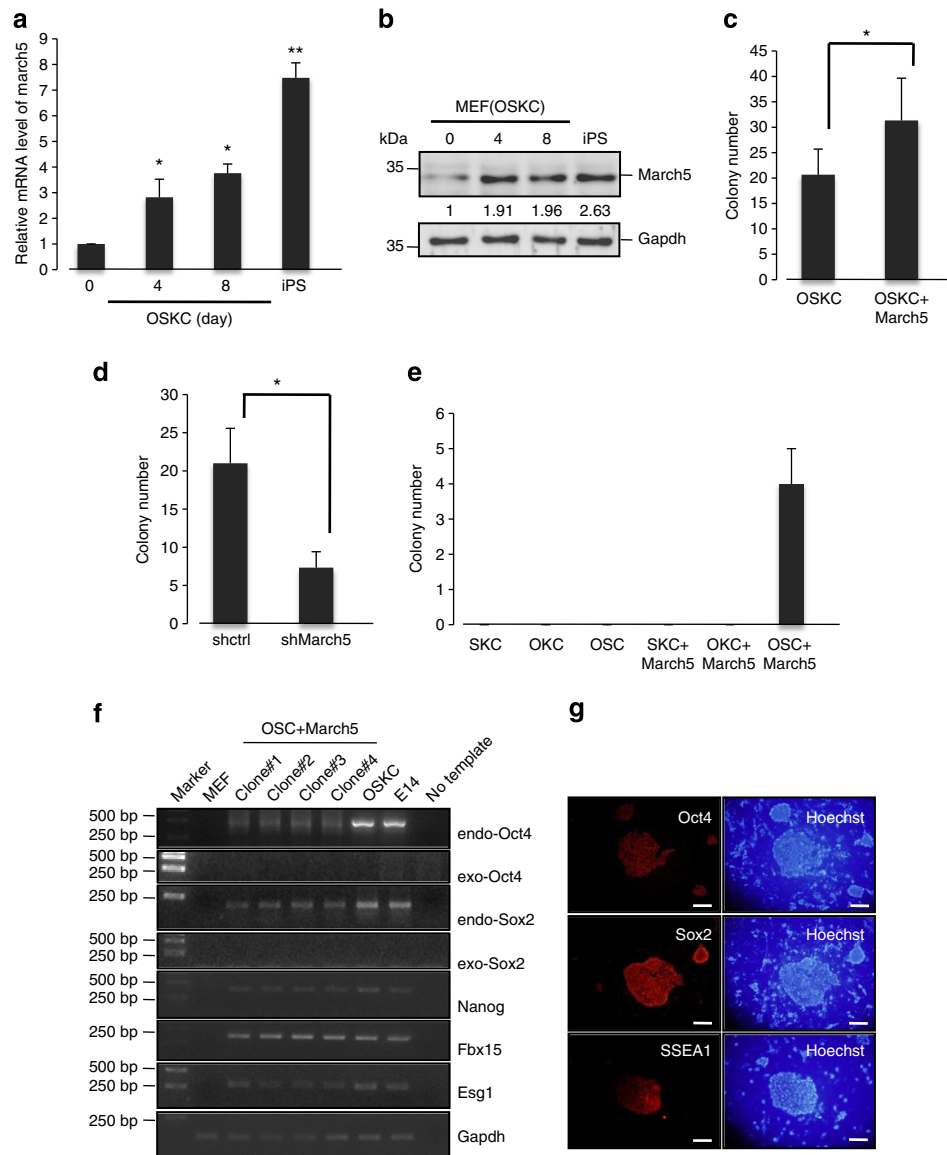 a
Relative mRNA level of march5
9
8
7
6
5
4
3
2
1
0
*
*
**
0 4 8 iPS
OSKC (day)
b
MEF(OSKC)
kDa 0 4 8 iPS
35
March5
1 1.91 1.96 2.63
35
Gapdh
c
Colony number
45
40
35
30
25
20
15
10
5
0
*
OSKC OSKC+
March5
d
Colony number
30
25
20
15
10
5
0
*
shctrl shMarch5
e
Colony number
6
5
4
3
2
1
0
SKC OKC OSC SKC+ OKC+ OSC+
March5 March5 March5
f
OSC+March5
Marker MEF Clone#1 Clone#2 Clone#3 Clone#4 OSKC E14 No template
500 bp
250 bp
endo-Oct4
500 bp
250 bp
exo-Oct4
250 bp
endo-Sox2
500 bp
250 bp
exo-Sox2
500 bp
250 bp
Nanog
250 bp
Fbx15
500 bp
250 bp
Esg1
250 bp
Gapdh
g
Oct4 Hoechst
Sox2 Hoechst
SSEA1 Hoechst